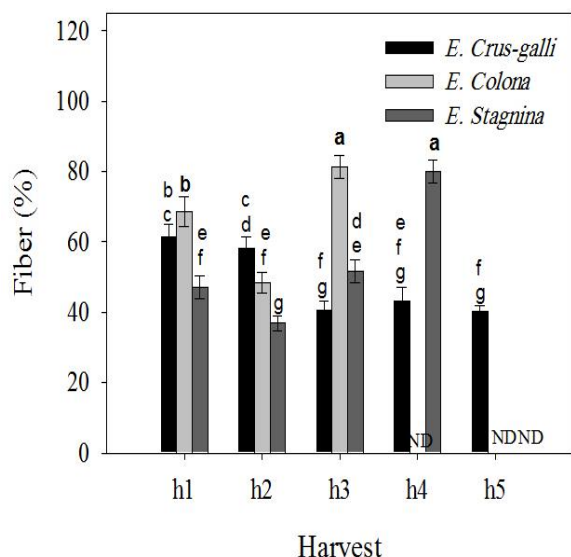 120
100
80
60
40
20
0
Fiber (%)
E. Crus-galli
E. Colona
E. Stagnina
b
c
b
e
f
c
d
e
f
g
f
g
a
d
e
e
f
g
ND
a
f
g
NDND
h1 h2 h3 h4 h5
Harvest